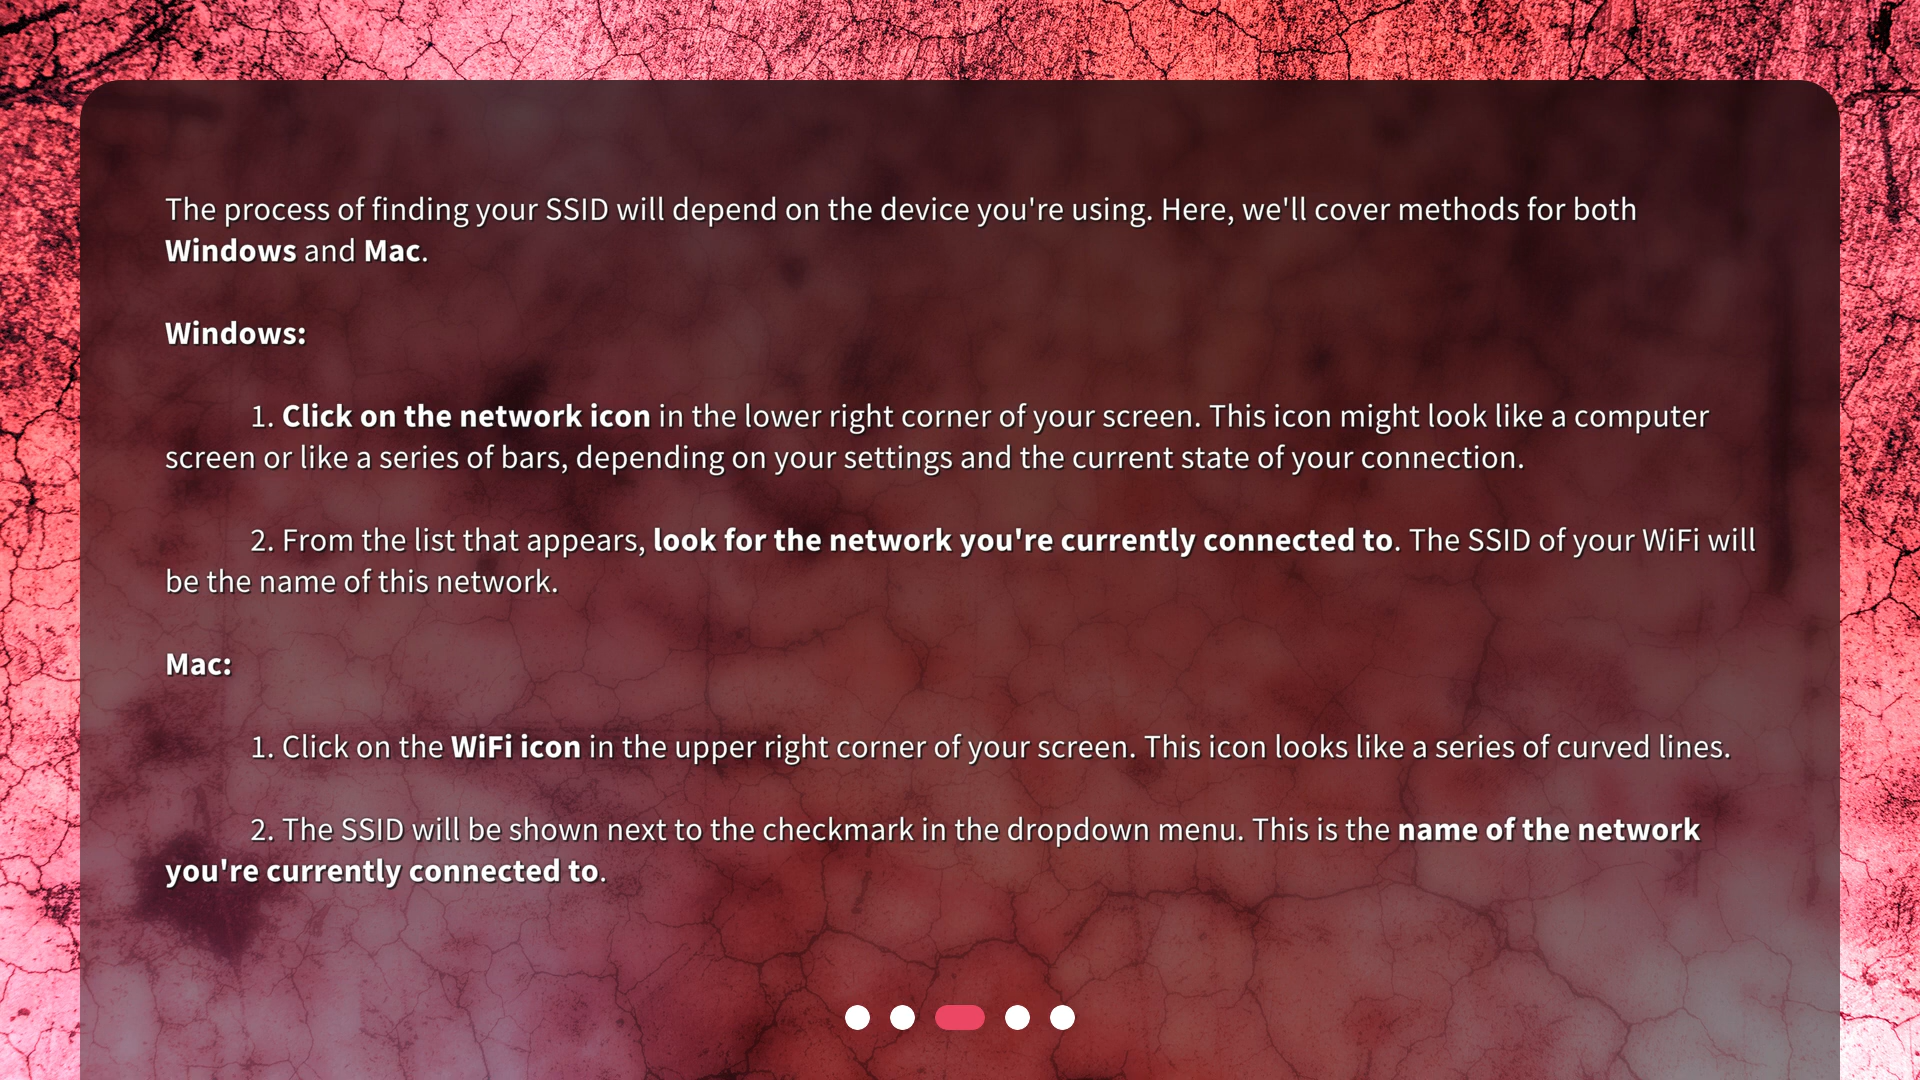 The process of finding your SSID will depend on the device you're using. Here, we'll cover methods for both
Windows and Mac.
Windows:
1. Click on the network icon in the lower right corner of your screen. This icon might look like a computer
screen or like a series of bars, depending on your settings and the current state of your connection.
2. From the list that appears, look for the network you're currently connected to. The SSID of your WiFi will
be the name of this network.
Mac:
1. Click on the WiFi icon in the upper right corner of your screen. This icon looks like a series of curved lines.
2. The SSID will be shown next to the checkmark in the dropdown menu. This is the name of the network
you're currently connected to.